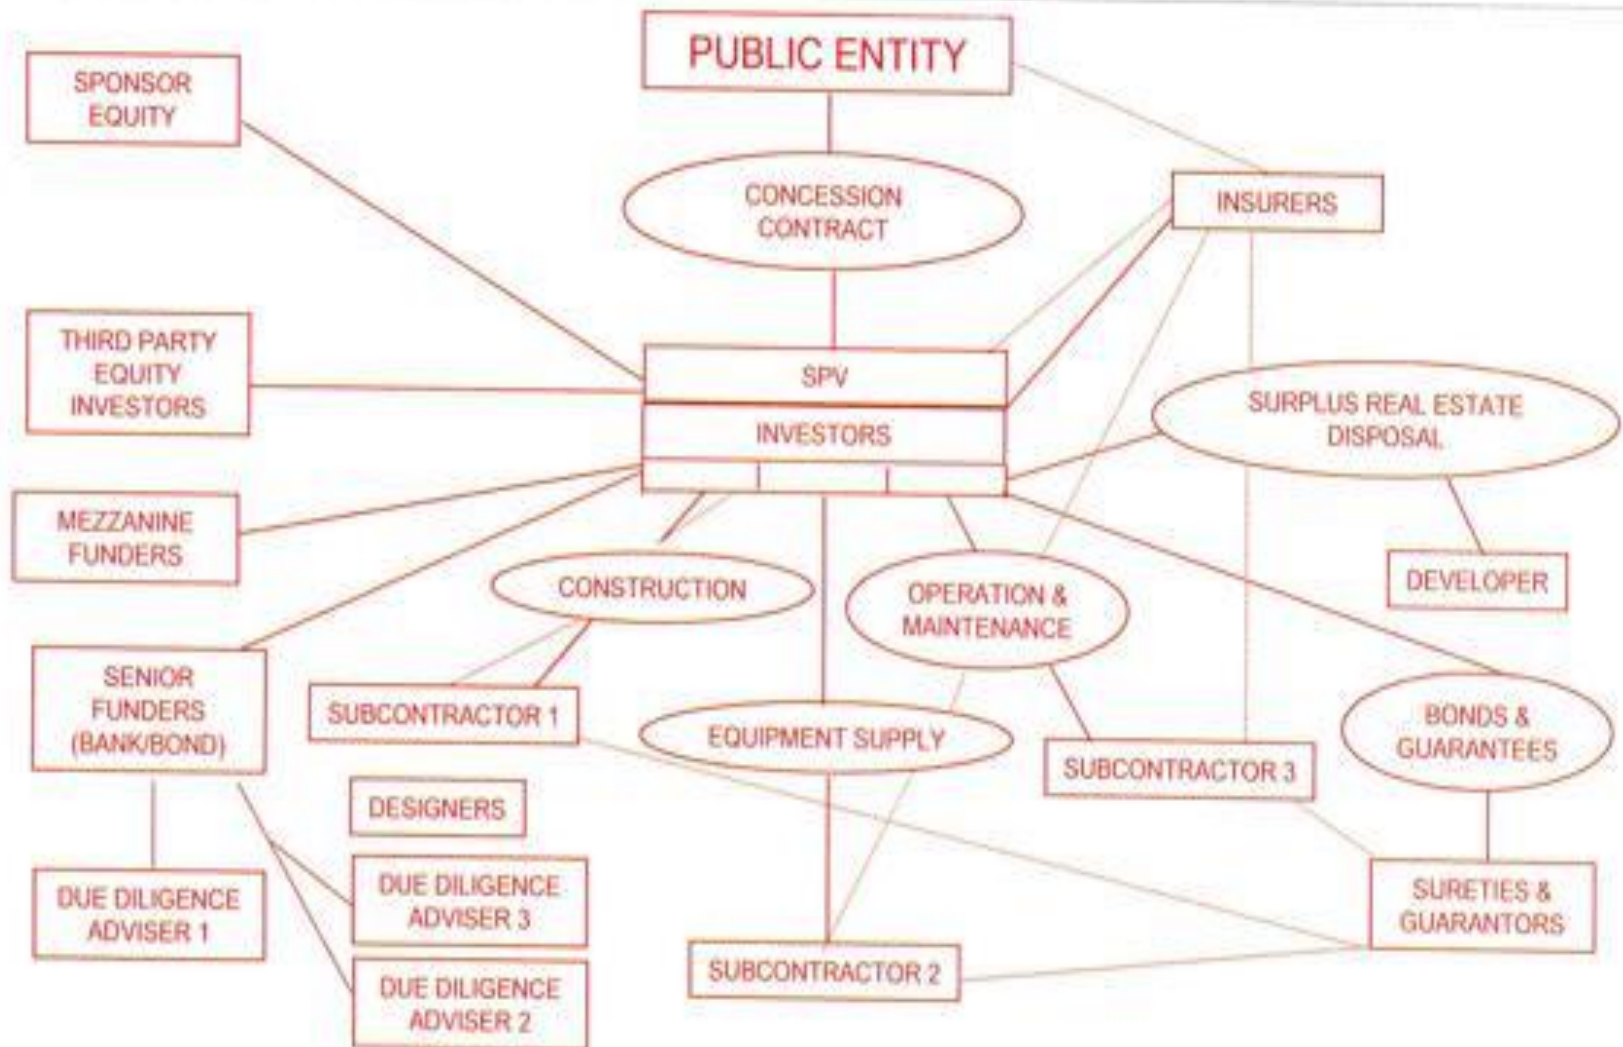 PUBLIC ENTITY
SPONSOR
EQUITY
CONCESSION
CONTRACT
INSURERS
THIRD PARTY
EQUITY
INVESTORS
SPV
INVESTORS
SURPLUS REAL ESTATE
DISPOSAL
MEZZANINE
FUNDERS
CONSTRUCTION
OPERATION &
MAINTENANCE
DEVELOPER
SENIOR
FUNDERS
(BANK/BOND)
SUBCONTRACTOR 1
EQUIPMENT SUPPLY
SUBCONTRACTOR 3
BONDS &
GUARANTEES
DESIGNERS
DUE DILIGENCE
ADVISER 1
DUE DILIGENCE
ADVISER 3
SURETIES &
GUARANTORS
SUBCONTRACTOR 2
DUE DILIGENCE
ADVISER 2